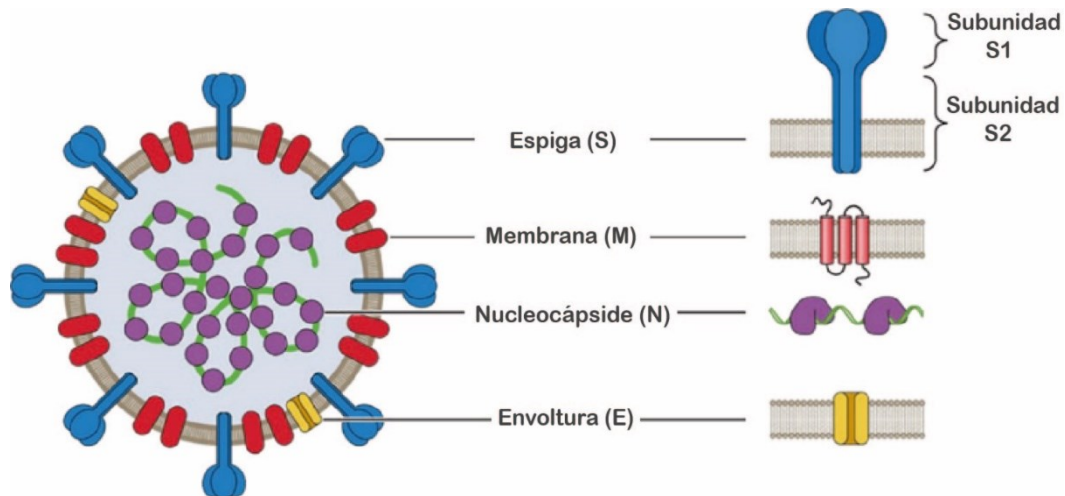 Subunidad
S1
Subunidad
S2
Espiga (S)
Membrana (M)
Nucleocápside (N)
Envoltura (E)